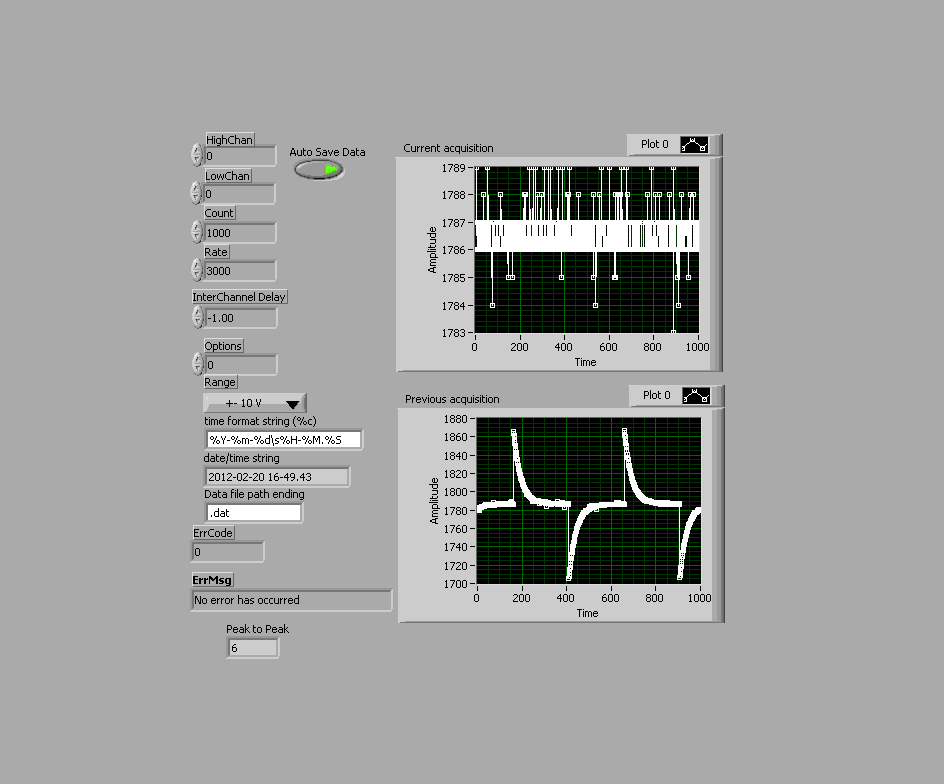 HighChan
0
Auto Save Data
LowChan
0
Count
1000
Rate
3000
InterChannel Delay
-1.00
Options
0
Range
+- 10 V
time format string (%c)
%Y-%m-%d\s%H-%M.%S
date/time string
2012-02-20 16-49.43
Data file path ending
.dat
ErrCode
0
ErrMsg
No error has occurred
Peak to Peak
6
Current acquisition
Plot 0
Amplitude
1789
1788
1787
1786
1785
1784
1783
0 200 400 600 800 1000
Time
Previous acquisition
Plot 0
Amplitude
1880
1860
1840
1820
1800
1780
1760
1740
1720
1700
0 200 400 600 800 1000
Time